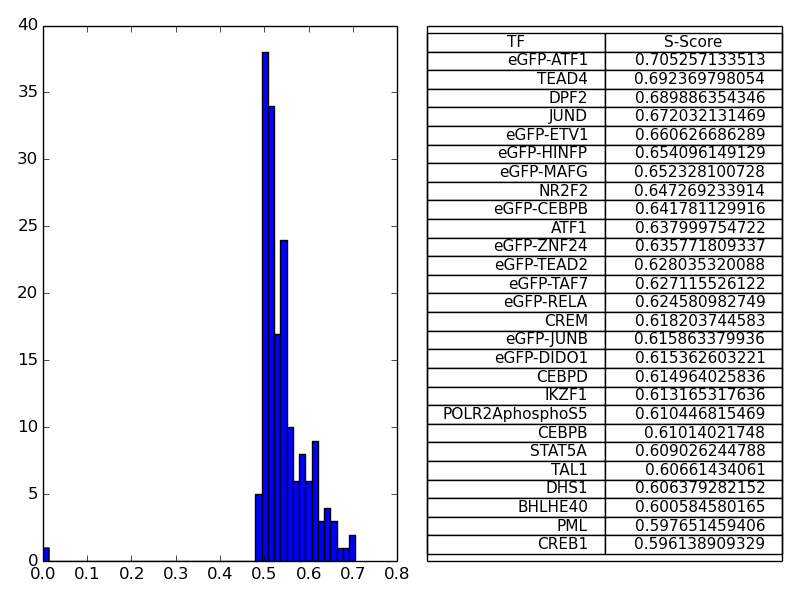 40
35
30
25
20
15
10
5
0
0.0 0.1 0.2 0.3 0.4 0.5 0.6 0.7 0.8
TF S-Score
eGFP-ATF1 0.705257133513
TEAD4 0.692369798054
DPF2 0.689886354346
JUND 0.672032131469
eGFP-ETV1 0.660626686289
eGFP-HINFP 0.654096149129
eGFP-MAFG 0.652328100728
NR2F2 0.647269233914
eGFP-CEBPB 0.641781129916
ATF1 0.637999754722
eGFP-ZNF24 0.635771809337
eGFP-TEAD2 0.628035320088
eGFP-TAF7 0.627115526122
eGFP-RELA 0.624580982749
CREM 0.618203744583
eGFP-JUNB 0.615863379936
eGFP-DIDO1 0.615362603221
CEBPD 0.614964025836
IKZF1 0.613165317636
POLR2AphosphoS5 0.610446815469
CEBPB 0.61014021748
STAT5A 0.609026244788
TAL1 0.60661434061
DHS1 0.606379282152
BHLHE40 0.600584580165
PML 0.597651459406
CREB1 0.596138909329